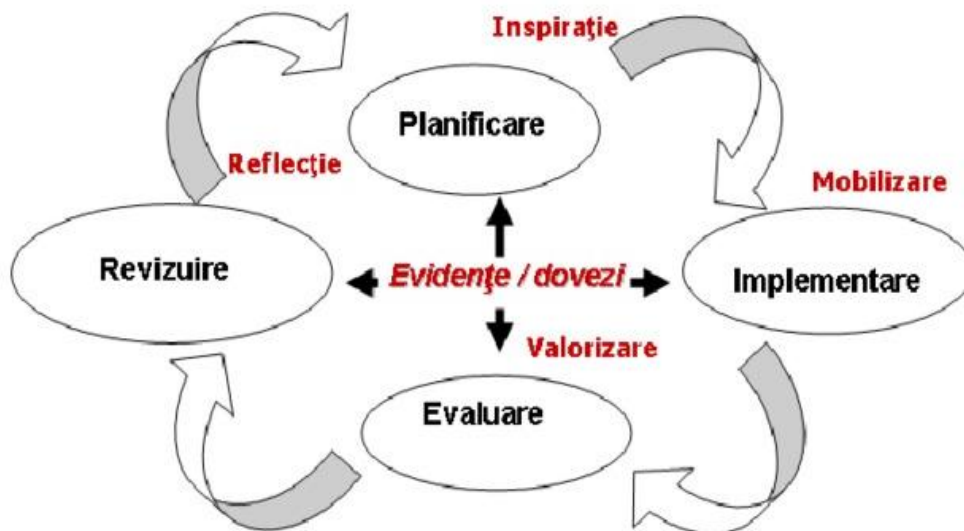 Inspiraţie
Planificare
Reflecţie
Mobilizare
Revizuire
Evidenţe / dovezi
Implementare
Valorizare
Evaluare